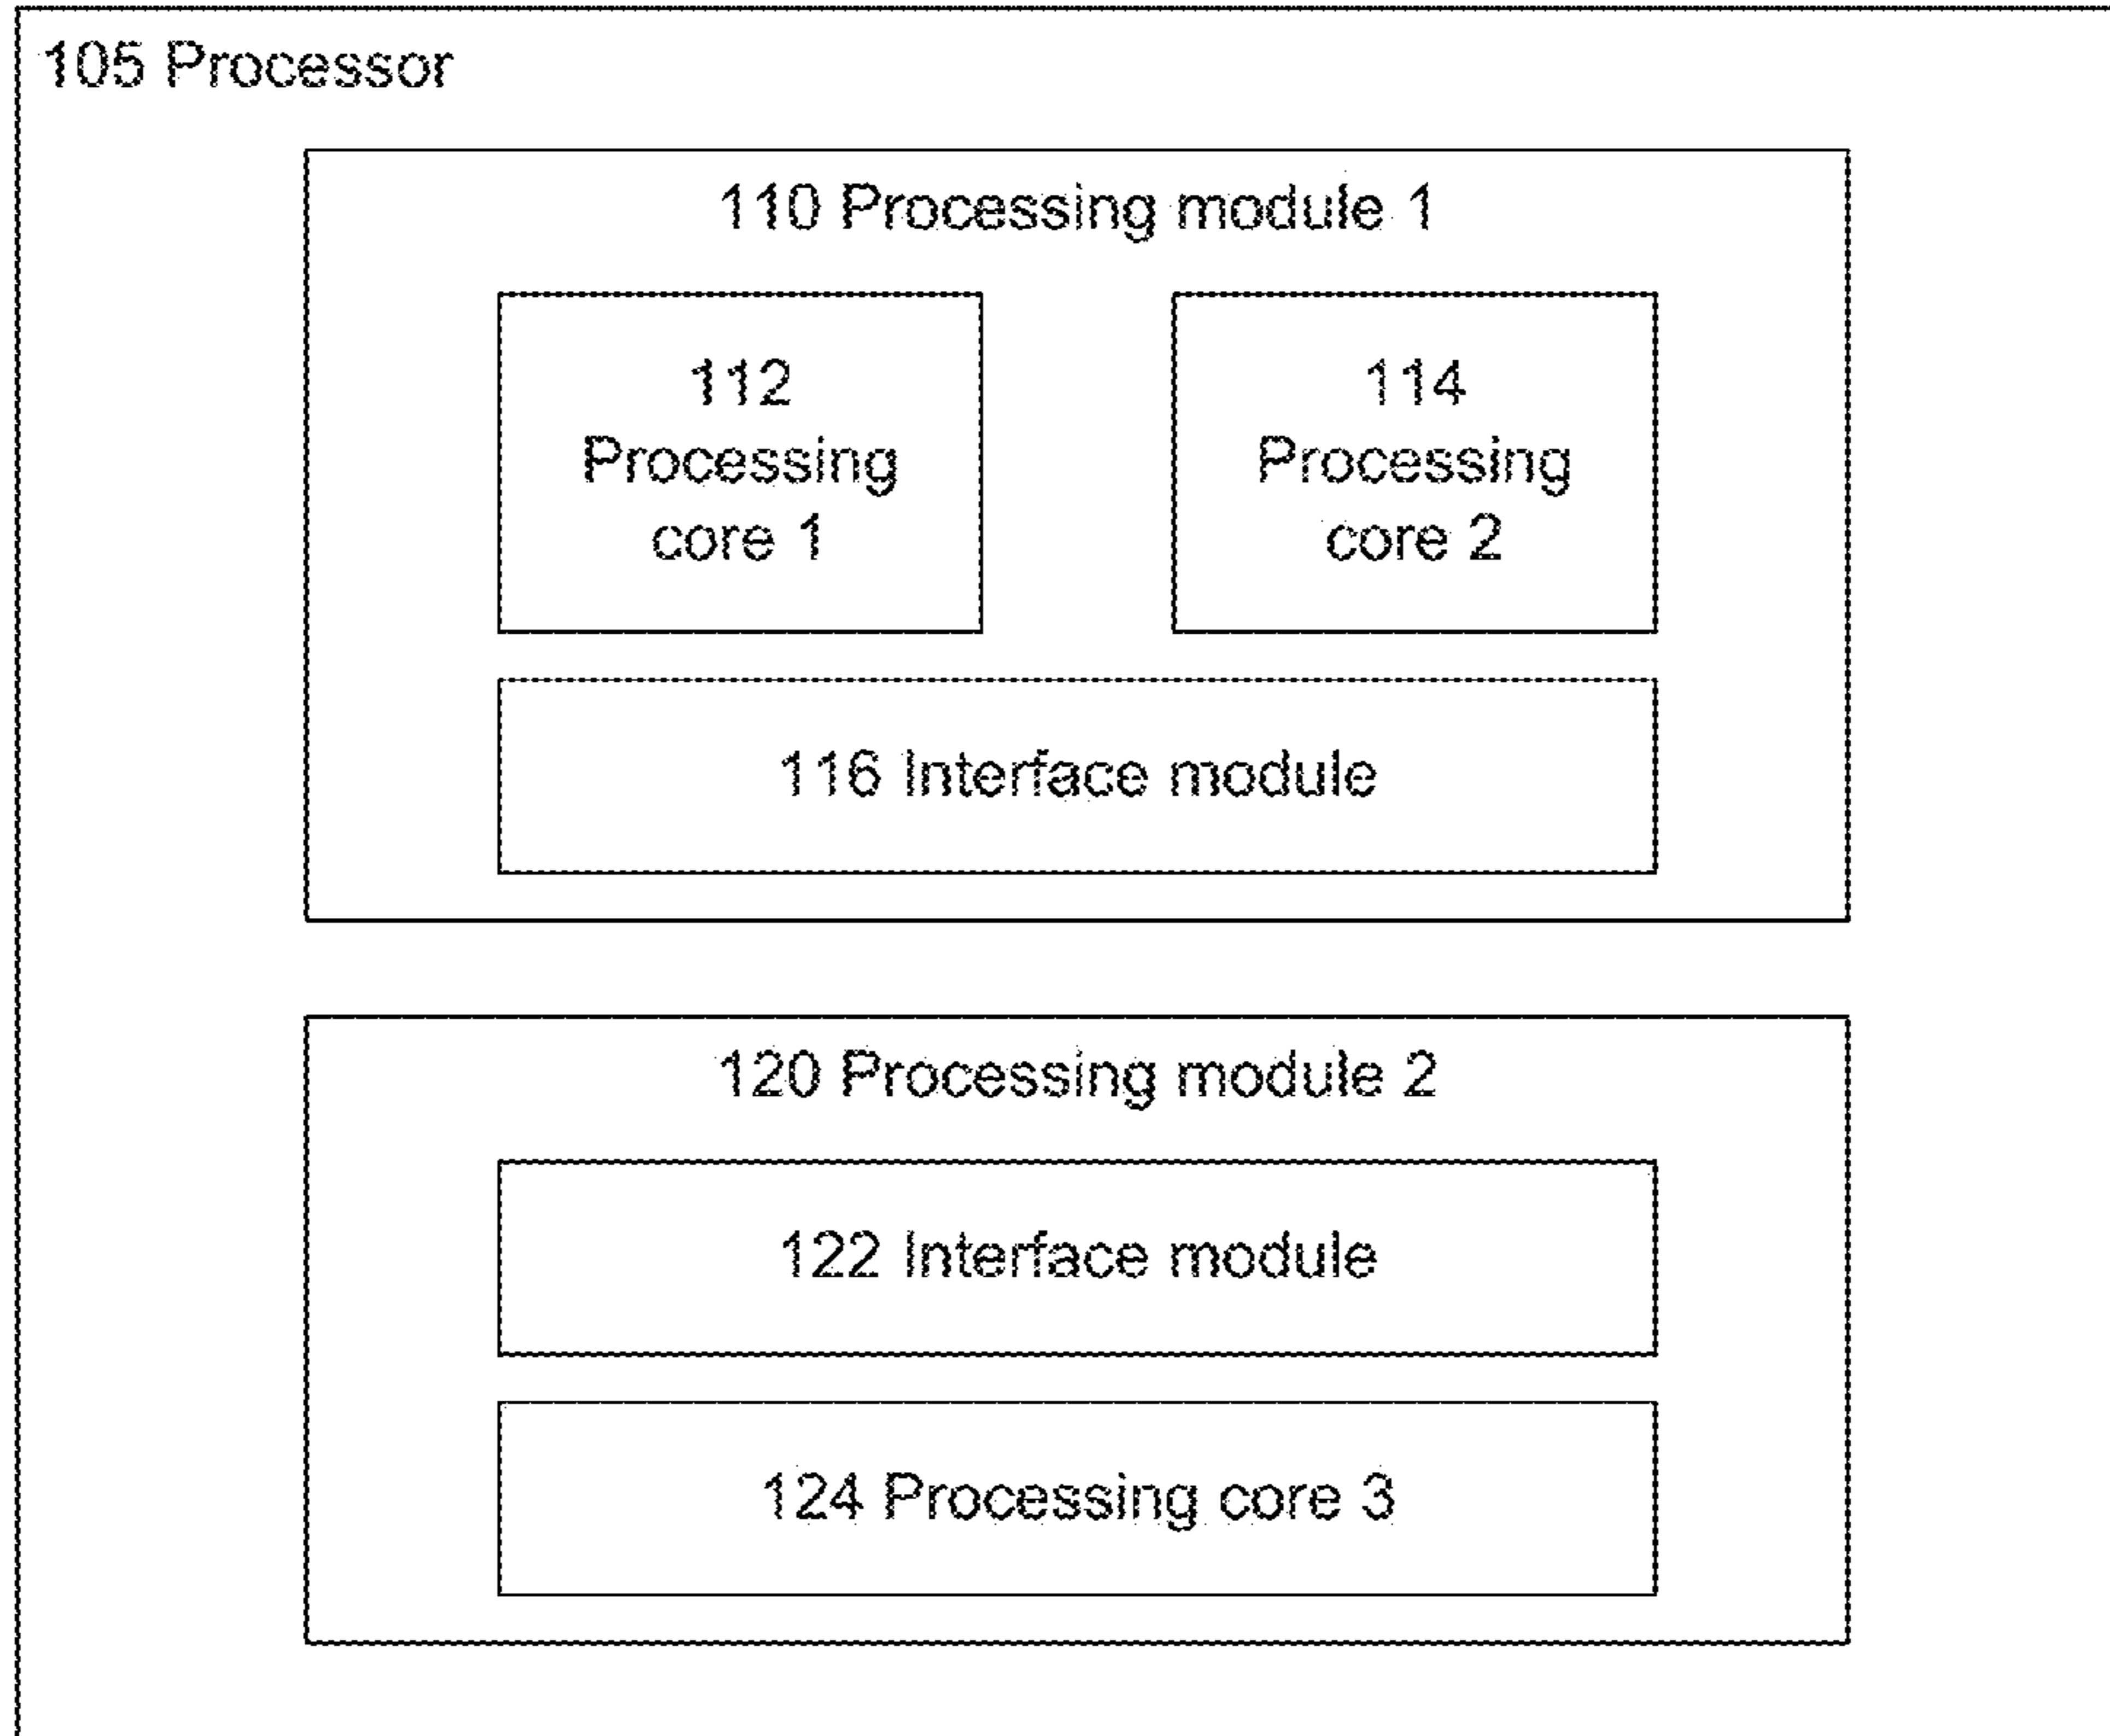 105 Processor
110 Processing module 1
112
Processing
core 1
114
Processing
core 2
116 Interface module
120 Processing module 2
122 Interface module
124 Processing core 3